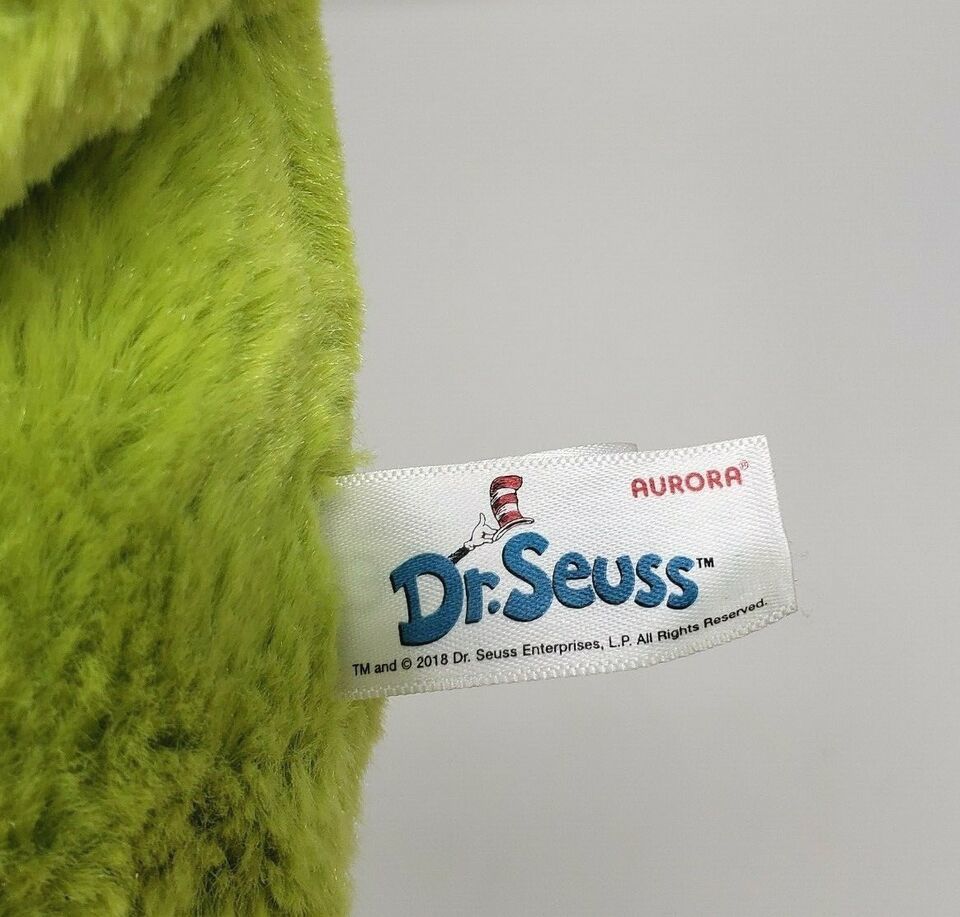 AURORA®
Dr. Seuss™
TM and © 2018 Dr. Seuss Enterprises, L.P. All Rights Reserved.